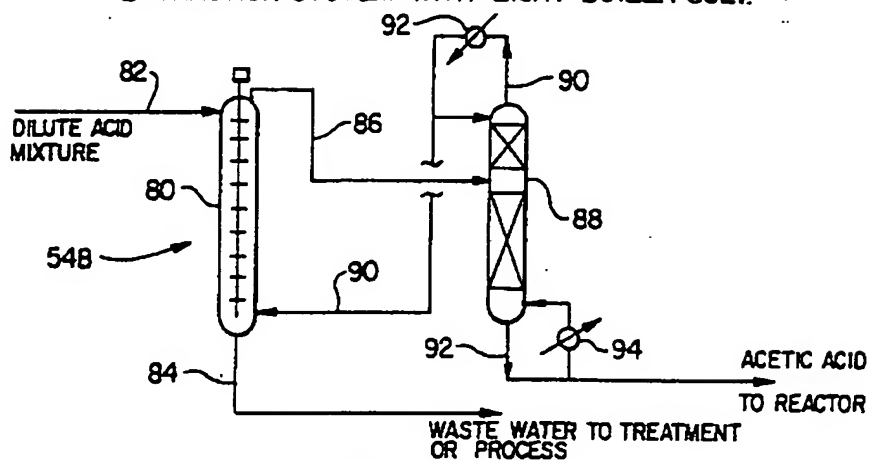 92
82
90
DILUTE ACID
MIXTURE
86
80
88
54B
90
92
94
84
ACETIC ACID
TO REACTOR
WASTE WATER TO TREATMENT
OR PROCESS